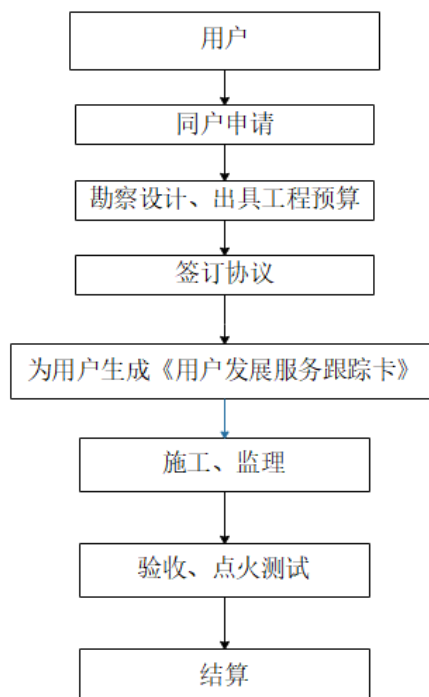 用户
同户申请
勘察设计、出具工程预算
签订协议
为用户生成《用户发展服务跟踪卡》
施工、监理
验收、点火测试
结算